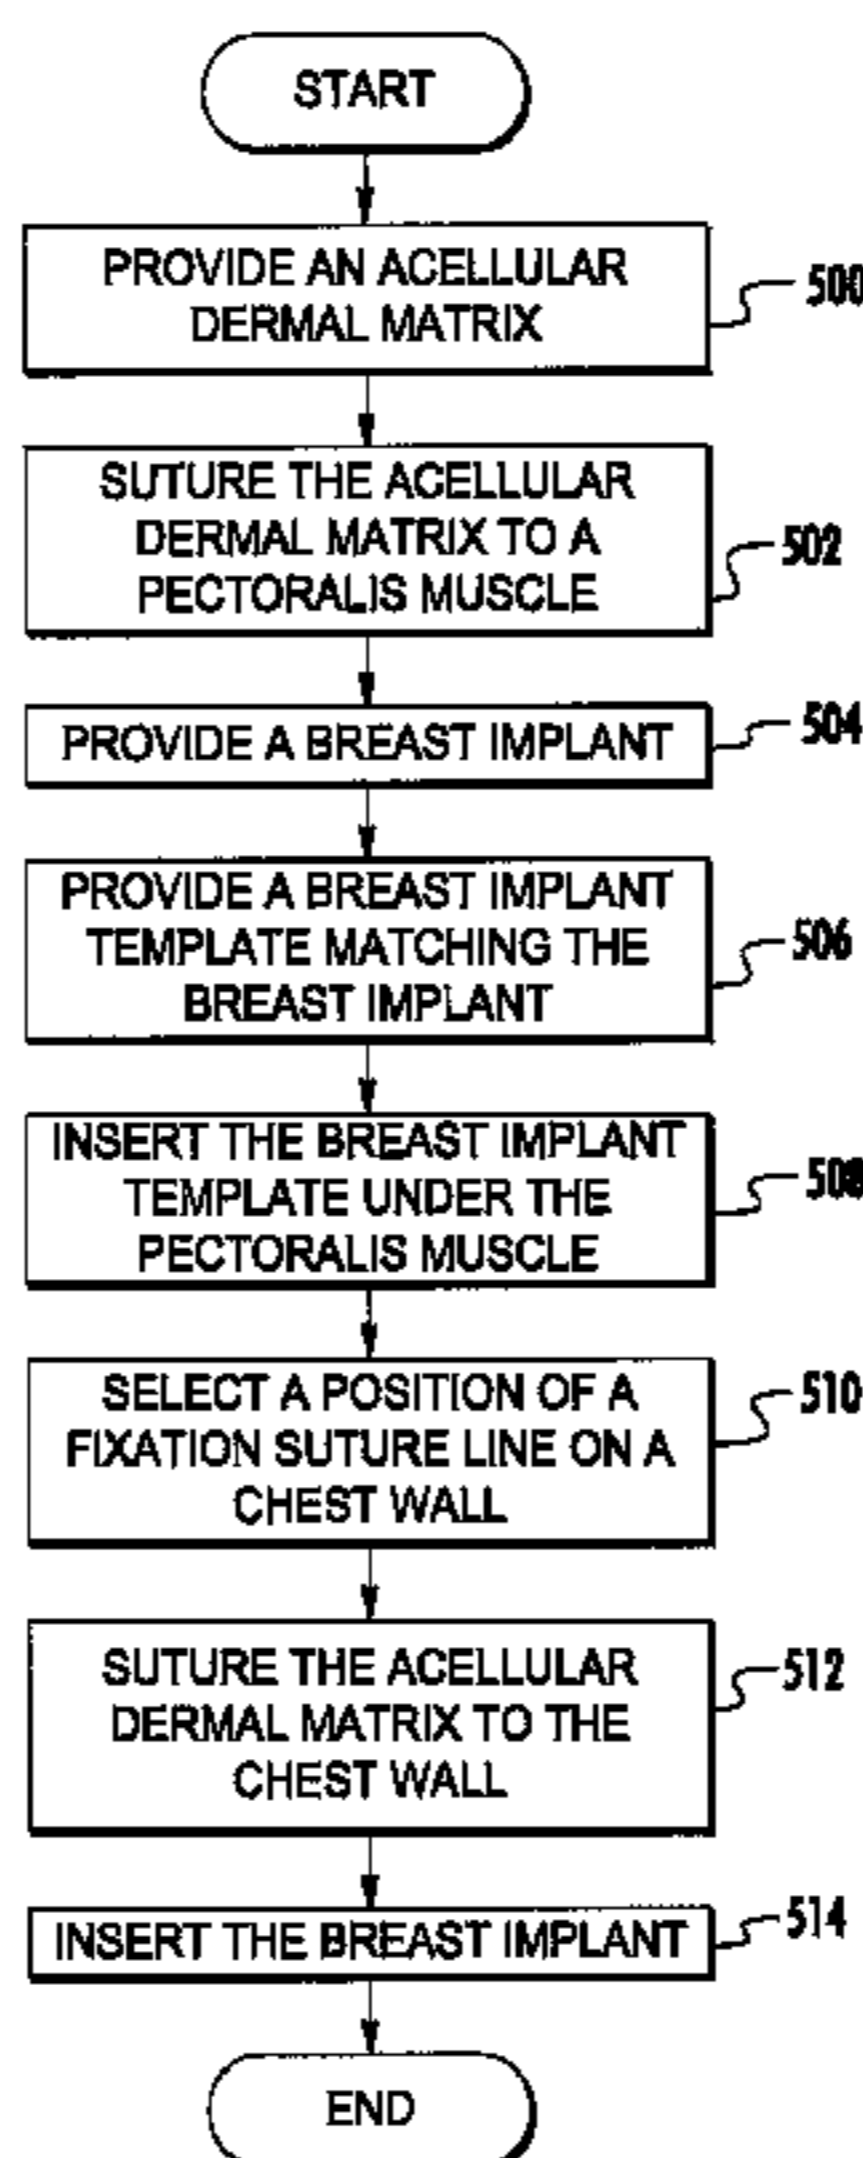 START
PROVIDE AN ACELLULAR
DERMAL MATRIX
500
SUTURE THE ACELLULAR
DERMAL MATRIX TO A
PECTORALIS MUSCLE
502
PROVIDE A BREAST IMPLANT
504
PROVIDE A BREAST IMPLANT
TEMPLATE MATCHING THE
BREAST IMPLANT
506
INSERT THE BREAST IMPLANT
TEMPLATE UNDER THE
PECTORALIS MUSCLE
508
SELECT A POSITION OF A
FIXATION SUTURE LINE ON A
CHEST WALL
510
SUTURE THE ACELLULAR
DERMAL MATRIX TO THE
CHEST WALL
512
INSERT THE BREAST IMPLANT
514
END